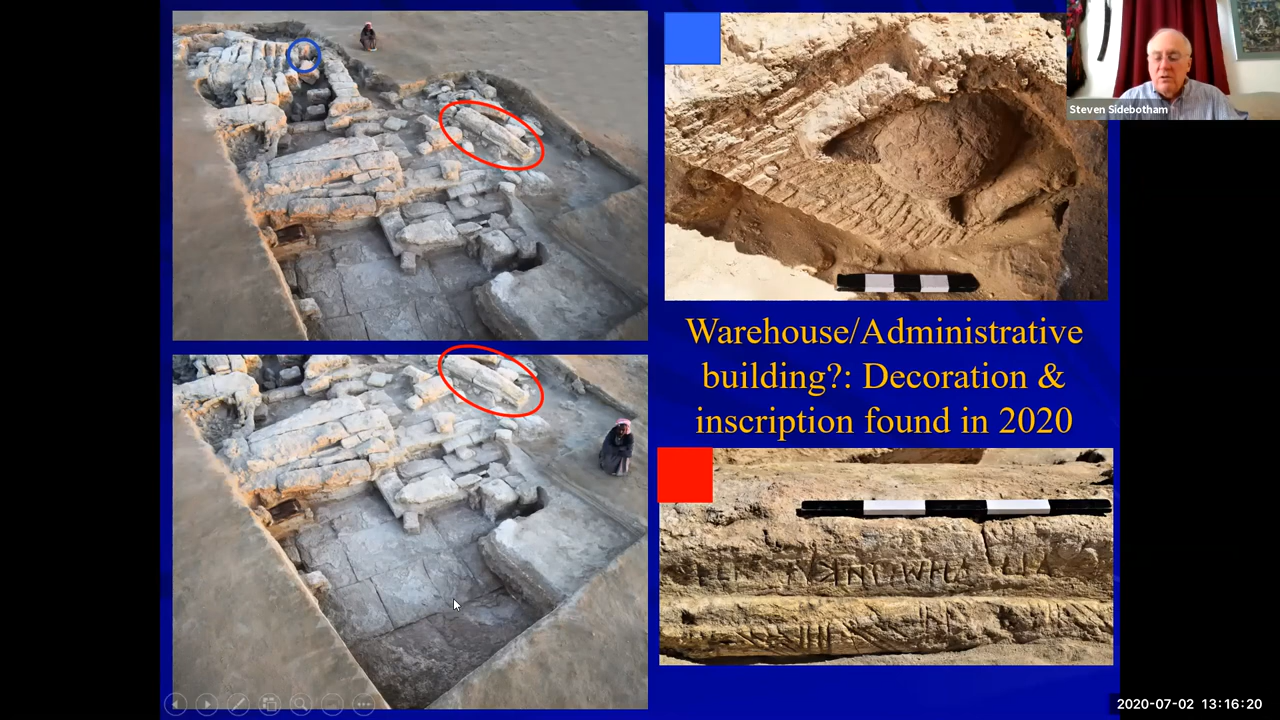 Steven Sidebotham
Warehouse/Administrative
building?: Decoration &
inscription found in 2020
2020-07-02 13:16:20